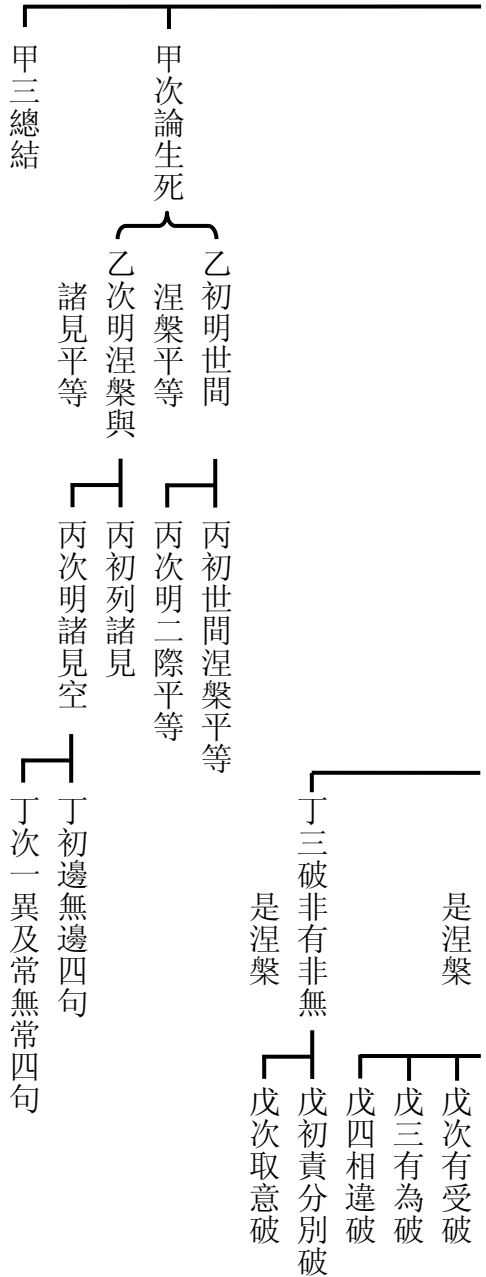 是涅槃
戊次有受破
戊三有為破
戊四相違破
丁三破非有非無
是涅槃
戊初責分別破
戊次取意破
甲次論生死
乙初明世間
涅槃平等
丙初世間涅槃平等
丙次明二際平等
乙次明涅槃與
諸見平等
丙初列諸見
丙次明諸見空
丁初邊無邊四句
丁次一異及常無常四句
甲三總結